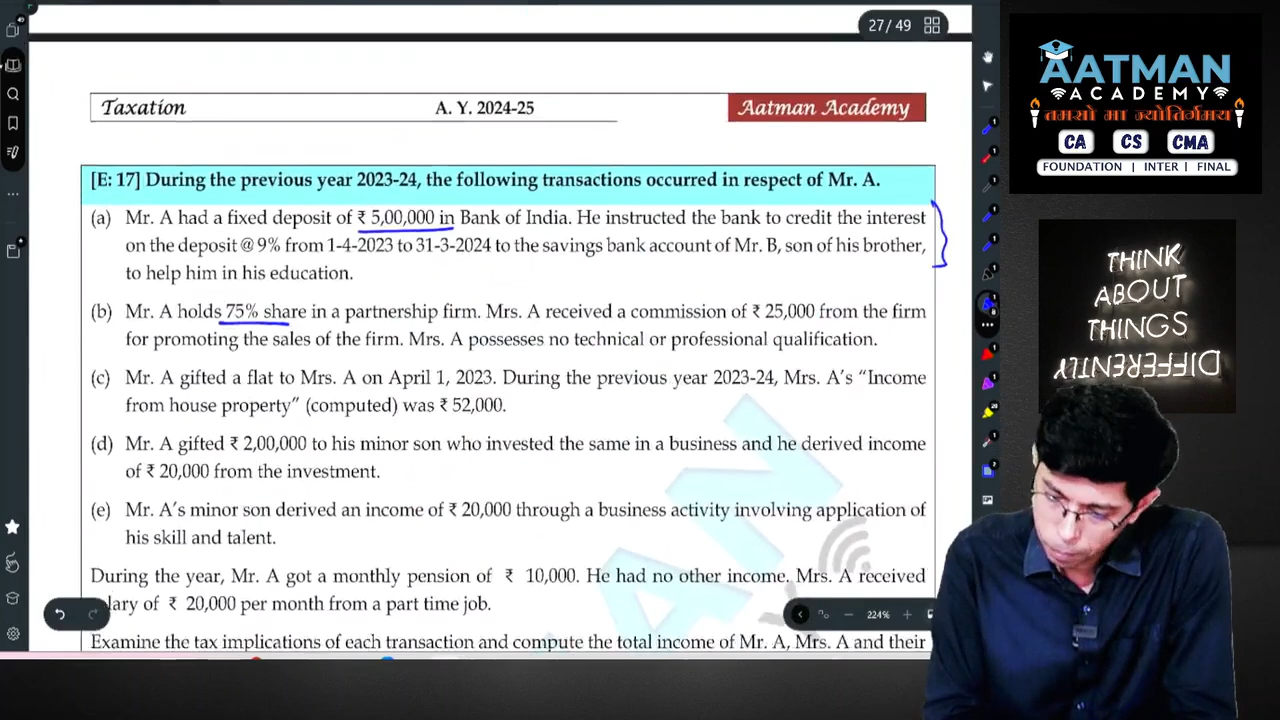 27 / 49
Taxation A. Y. 2024-25 Aatman Academy
[E: 17] During the previous year 2023-24, the following transactions occurred in respect of Mr. A.
(a) Mr. A had a fixed deposit of ₹ 5,00,000 in Bank of India. He instructed the bank to credit the interest
on the deposit @ 9% from 1-4-2023 to 31-3-2024 to the savings bank account of Mr. B, son of his brother,
to help him in his education.
(b) Mr. A holds 75% share in a partnership firm. Mrs. A received a commission of ₹ 25,000 from the firm
for promoting the sales of the firm. Mrs. A possesses no technical or professional qualification.
(c) Mr. A gifted a flat to Mrs. A on April 1, 2023. During the previous year 2023-24, Mrs. A's “Income
from house property” (computed) was ₹ 52,000.
(d) Mr. A gifted ₹ 2,00,000 to his minor son who invested the same in a business and he derived income
of ₹ 20,000 from the investment.
(e) Mr. A's minor son derived an income of ₹ 20,000 through a business activity involving application of
his skill and talent.
During the year, Mr. A got a monthly pension of ₹ 10,000. He had no other income. Mrs. A received
lary of ₹ 20,000 per month from a part time job.
224%
Examine the tax implications of each transaction and compute the total income of Mr. A, Mrs. A and their
AATMAN
ACADEMY
तमसो मा ज्योतिर्गमय
CA CS CMA
FOUNDATION | INTER | FINAL
THINK
ABOUT
THINGS
DIFFERENTLY